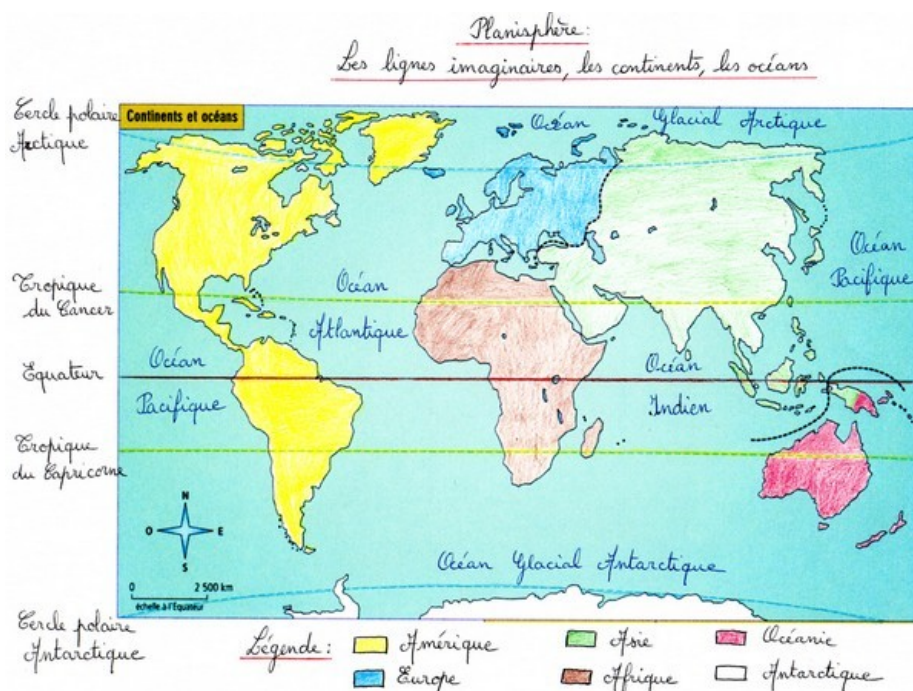 Planisphère:
Les lignes imaginaires, les continents, les océans
Cercle polaire
Arctique
Continents et océans
Océan
Glacial Arctique
Tropique
du Cancer
Océan
Atlantique
Océan
Pacifique
Équateur
Océan
Pacifique
Océan
Indien
Tropique
du Capricorne
N
O
E
S
0
2 500 km
échelle à l'Équateur
Océan Glacial Antarctique
Cercle polaire
Antarctique
Légende:
Amérique
Asie
Océanie
Europe
Afrique
Antarctique